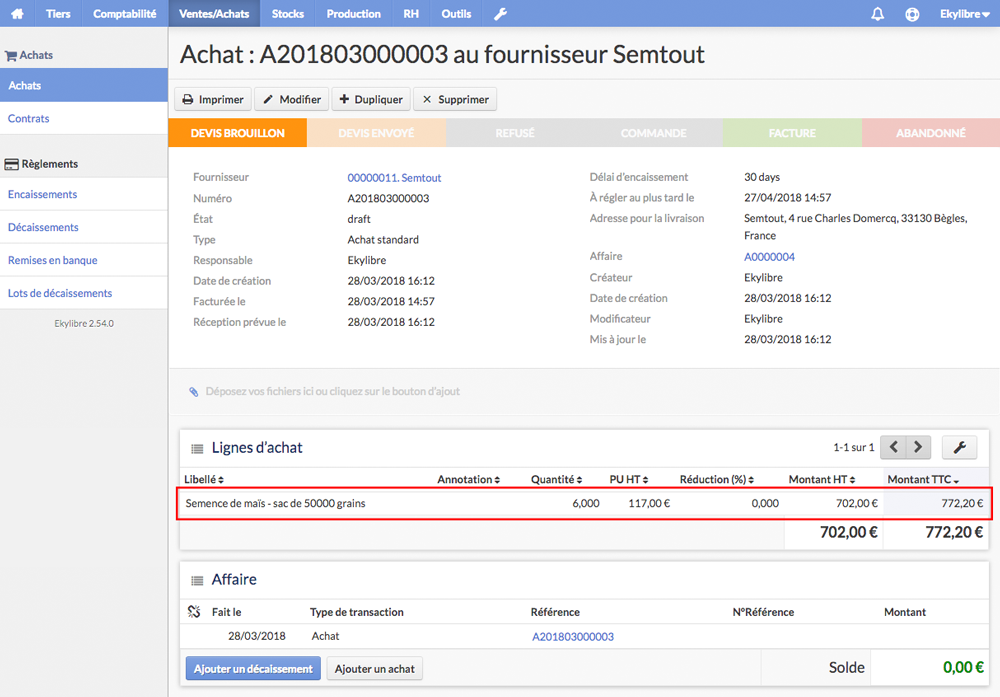 Tiers Comptabilité Ventes/Achats Stocks Production RH Outils Ekylibre
Achats
Achats
Contrats
Règlements
Encaissements
Décaissements
Remises en banque
Lots de décaissements
Ekylibre 2.54.0
Achat : A201803000003 au fournisseur Semtout
Imprimer Modifier Dupliquer Supprimer
DEVIS BROUILLON DEVIS ENVOYÉ REFUSÉ COMMANDE FACTURE ABANDONNÉ
Fournisseur 00000011. Semtout
Numéro A201803000003
État draft
Type Achat standard
Responsable Ekylibre
Date de création 28/03/2018 16:12
Facturée le 28/03/2018 14:57
Réception prévue le 28/03/2018 16:12
Délai d'encaissement 30 days
À régler au plus tard le 27/04/2018 14:57
Adresse pour la livraison Semtout, 4 rue Charles Domercq, 33130 Bègles,
France
Affaire A0000004
Créateur Ekylibre
Date de création 28/03/2018 16:12
Modificateur Ekylibre
Mis à jour le 28/03/2018 16:12
Déposez vos fichiers ici ou cliquez sur le bouton d'ajout
Lignes d'achat 1-1 sur 1
Libellé Annotation Quantité PU HT Réduction (%) Montant HT Montant TTC
Semence de maïs - sac de 50000 grains 6,000 117,00 € 0,000 702,00 € 772,20 €
702,00 € 772,20 €
Affaire
Fait le Type de transaction Référence N°Référence Montant
28/03/2018 Achat A201803000003
Ajouter un décaissement Ajouter un achat Solde 0,00 €